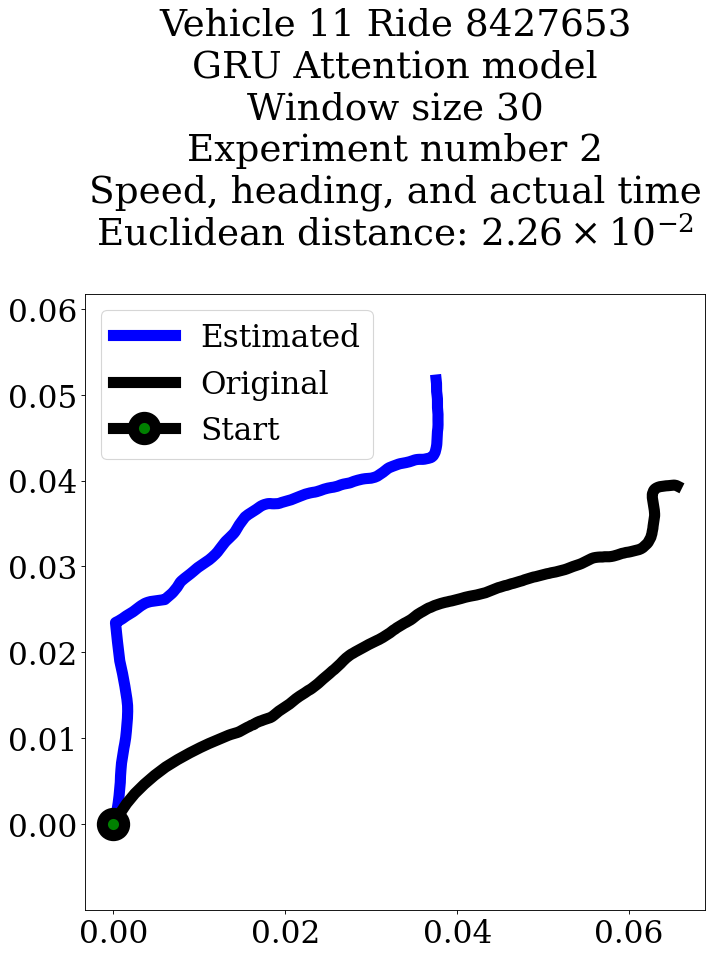 Vehicle 11 Ride 8427653
GRU Attention model
Window size 30
Experiment number 2
Speed, heading, and actual time
Euclidean distance: 2.26 × 10⁻²
0.06
0.05
0.04
0.03
0.02
0.01
0.00
Estimated
Original
Start
0.00 0.02 0.04 0.06